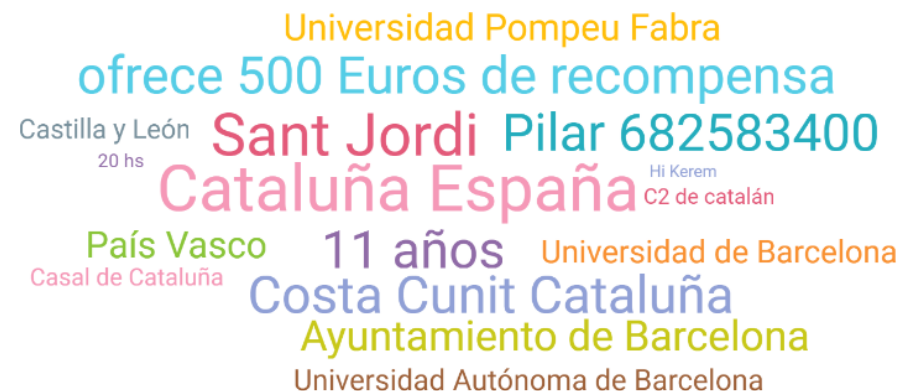 Universidad Pompeu Fabra
ofrece 500 Euros de recompensa
Castilla y León
Sant Jordi
Pilar 682583400
20 hs
Cataluña España
Hi Kerem
C2 de catalán
País Vasco
11 años
Universidad de Barcelona
Casal de Cataluña
Costa Cunit Cataluña
Ayuntamiento de Barcelona
Universidad Autónoma de Barcelona